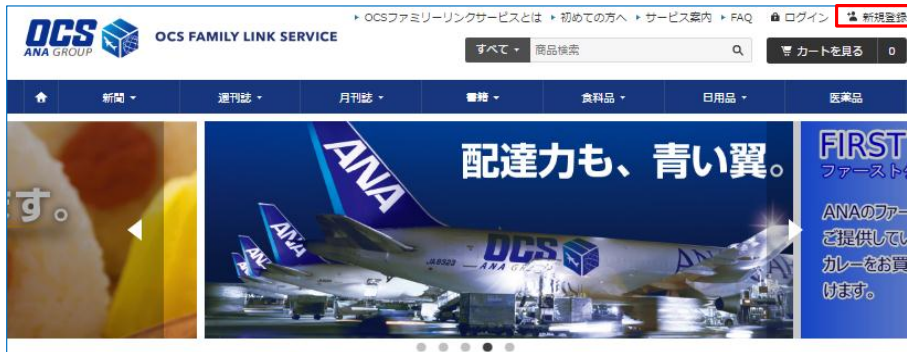 ▸ OCSファミリーリンクサービスとは ▸ 初めての方へ ▸ サービス案内 ▸ FAQ ログイン 新規登録
OCS
ANA GROUP
OCS FAMILY LINK SERVICE
すべて 商品検索 カートを見る 0
新聞 週刊誌 月刊誌 書籍 食料品 日用品 医薬品
す。
配達力も、青い翼。
ANA
ANA
ANA
OCS
JA8323 ANA GROUP
ANA
FIRST
ファースト
ANAのファー
ご提供してい
カレーをお買
けます。